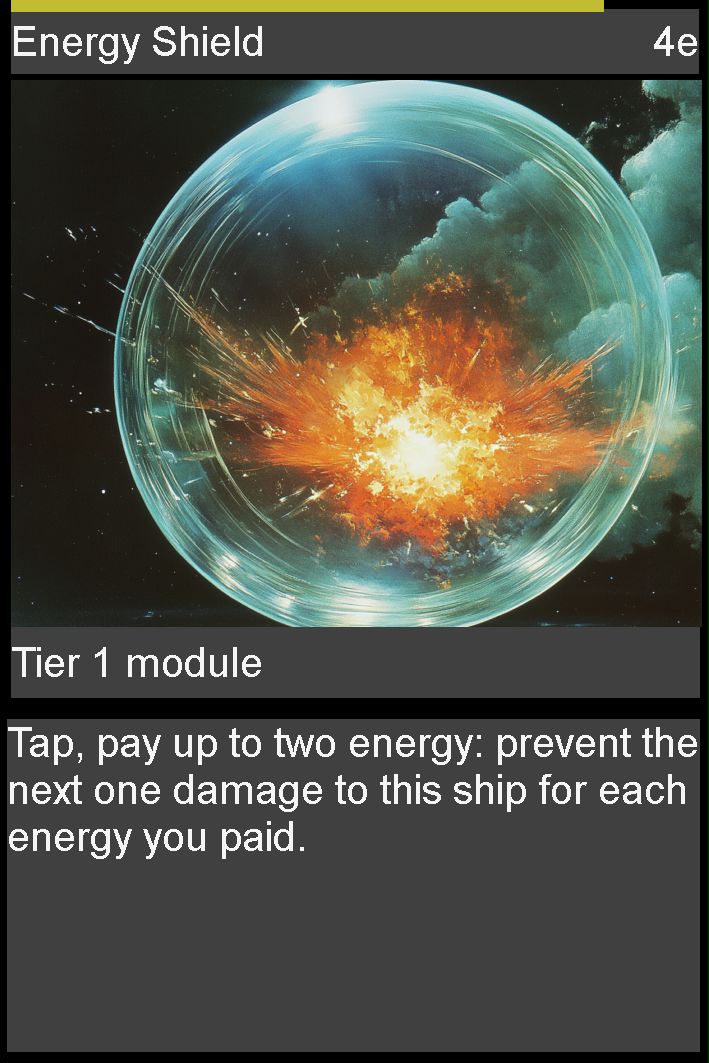 Energy Shield 4e
Tier 1 module
Tap, pay up to two energy: prevent the
next one damage to this ship for each
energy you paid.